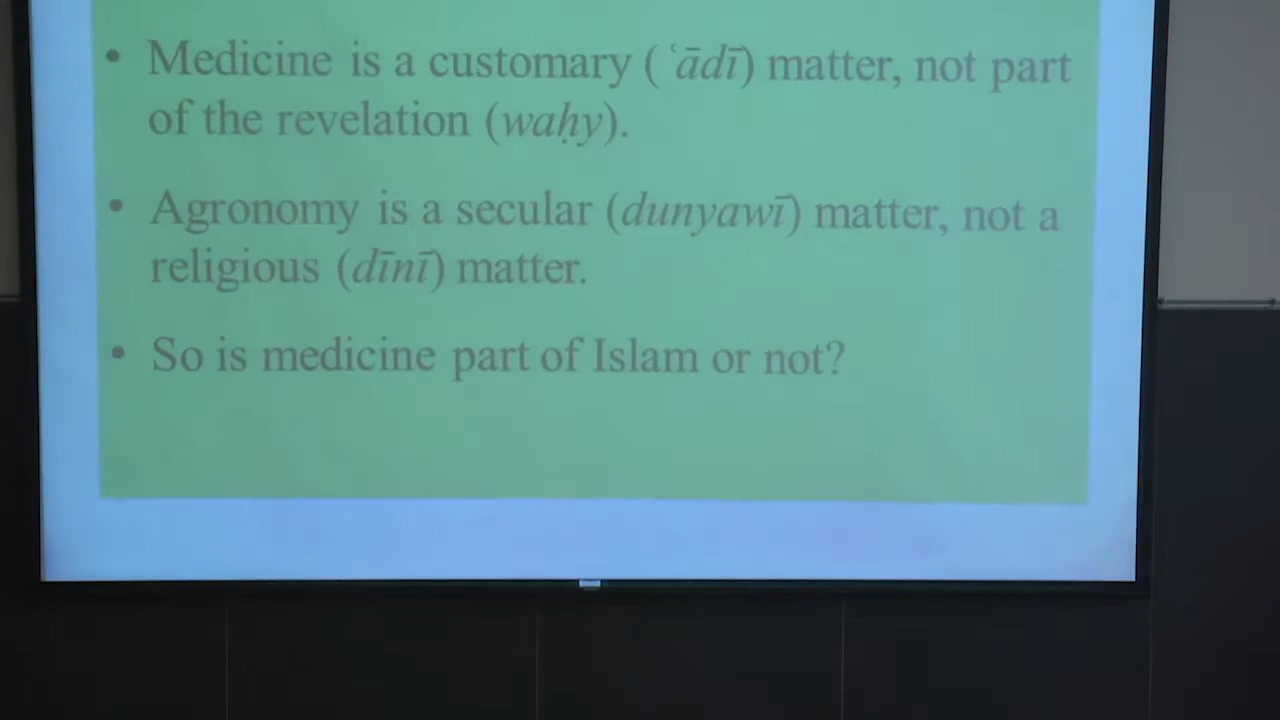 • Medicine is a customary (ʿādī) matter, not part
of the revelation (waḥy).
• Agronomy is a secular (dunyawī) matter, not a
religious (dīnī) matter.
• So is medicine part of Islam or not?